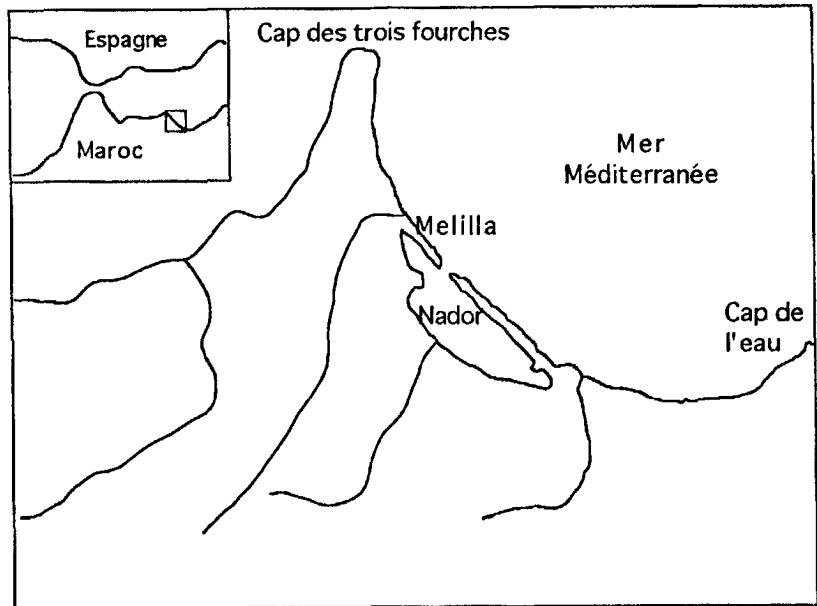 Espagne
Maroc
Cap des trois fourches
Mer
Méditerranée
Melilla
Nador
Cap de
l'eau